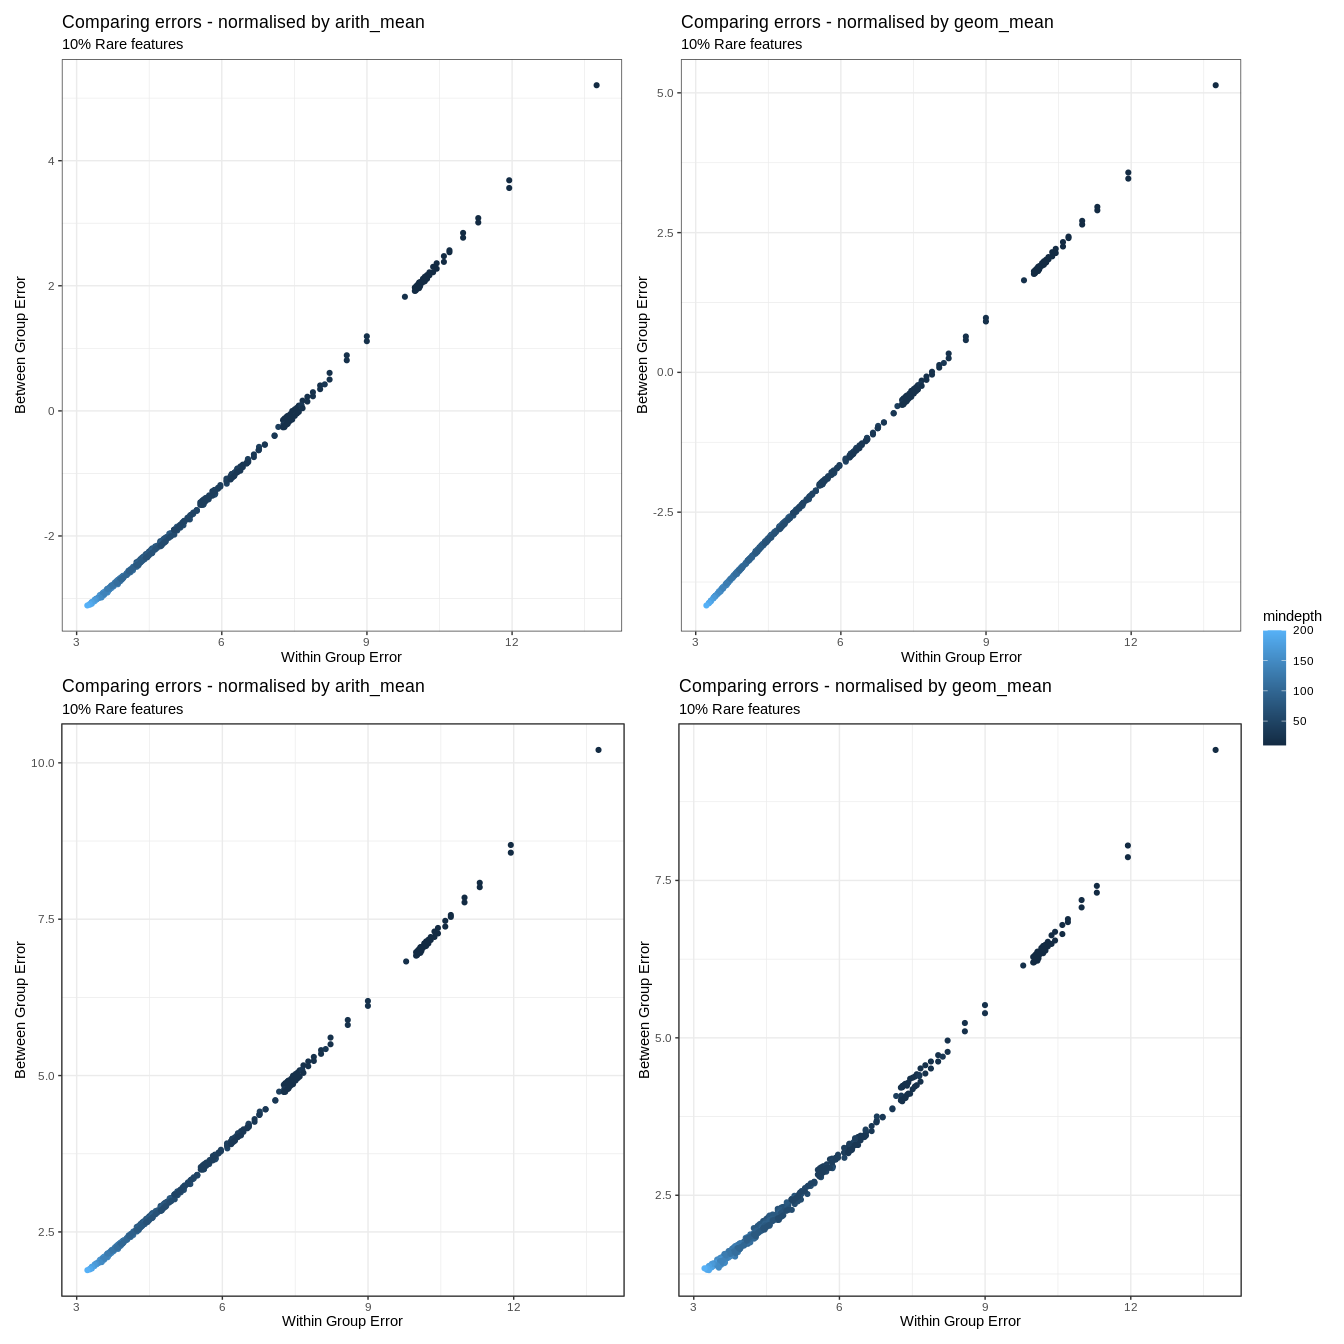 Comparing errors - normalised by arith_mean
10% Rare features
Between Group Error
4
2
0
-2
3
6
9
12
Within Group Error
Comparing errors - normalised by geom_mean
10% Rare features
Between Group Error
5.0
2.5
0.0
-2.5
3
6
9
12
Within Group Error
Comparing errors - normalised by arith_mean
10% Rare features
Between Group Error
10.0
7.5
5.0
2.5
3
6
9
12
Within Group Error
Comparing errors - normalised by geom_mean
10% Rare features
Between Group Error
7.5
5.0
2.5
3
6
9
12
Within Group Error
mindepth
200
150
100
50